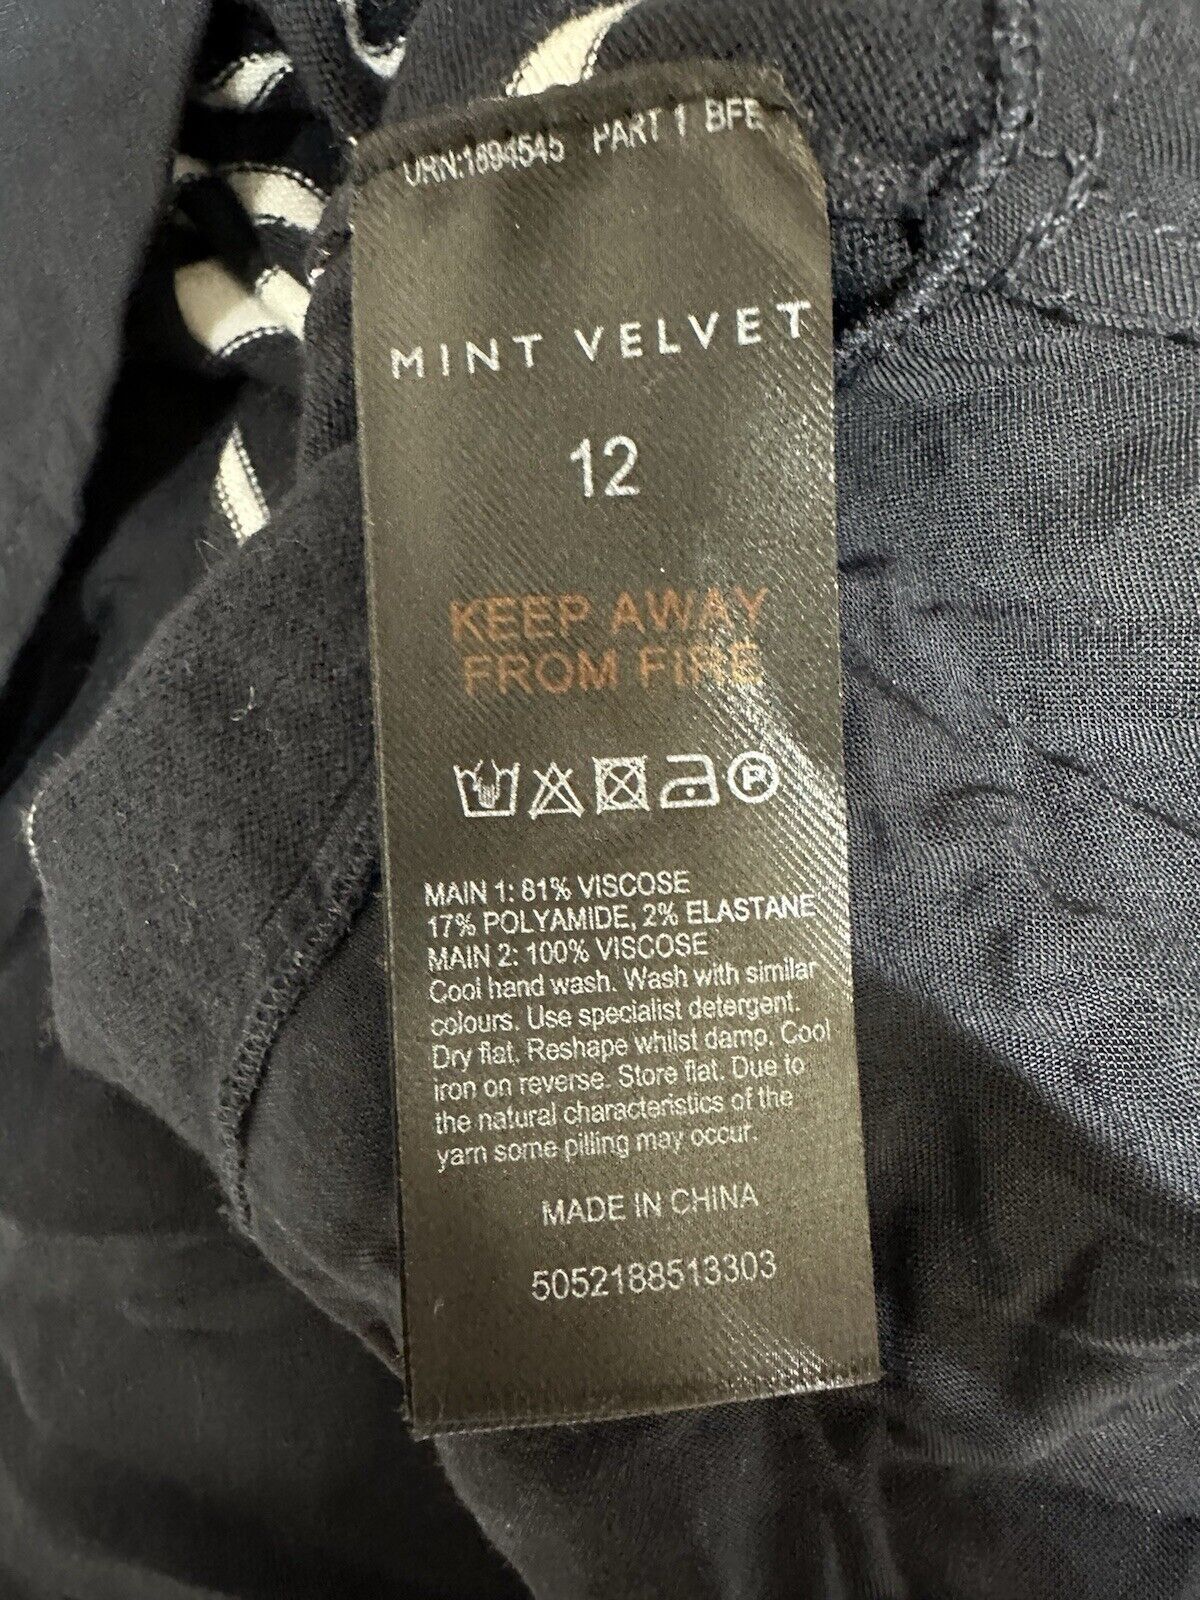 URN:1894545 PART 1 BFE
MINT VELVET
12
KEEP AWAY
FROM FIRE
P
MAIN 1: 81% VISCOSE
17% POLYAMIDE, 2% ELASTANE
MAIN 2: 100% VISCOSE
Cool hand wash. Wash with similar
colours. Use specialist detergent.
Dry flat. Reshape whilst damp. Cool
iron on reverse. Store flat. Due to
the natural characteristics of the
yarn some pilling may occur.
MADE IN CHINA
5052188513303